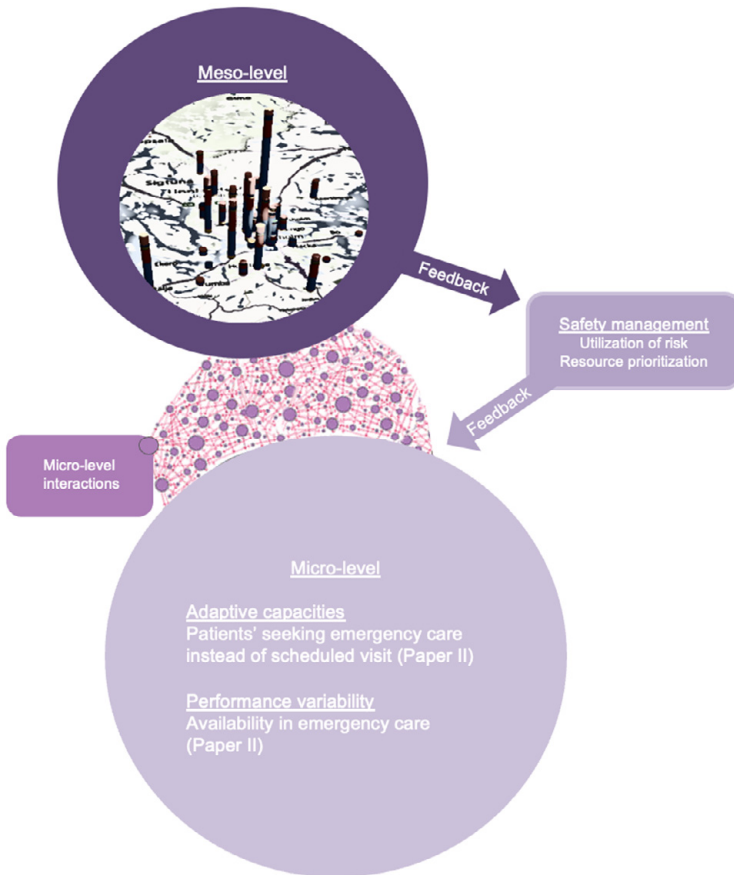 Meso-level
Feedback
Safety management
Utilization of risk
Resource prioritization
Feedback
Micro-level
interactions
Micro-level
Adaptive capacities
Patients' seeking emergency care
instead of scheduled visit (Paper II)
Performance variability
Availability in emergency care
(Paper II)